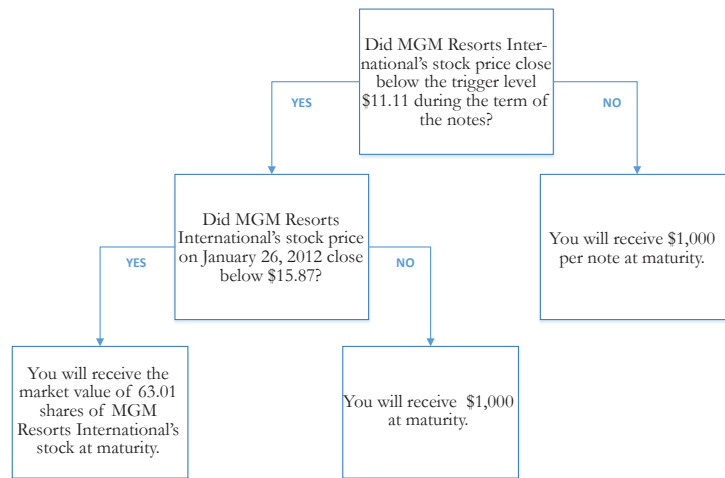 Did MGM Resorts Inter-
national's stock price close
below the trigger level
$11.11 during the term of
the notes?
YES
NO
Did MGM Resorts
International's stock price
on January 26, 2012 close
below $15.87?
You will receive $1,000
per note at maturity.
YES
NO
You will receive the
market value of 63.01
shares of MGM
Resorts International's
stock at maturity.
You will receive $1,000
at maturity.